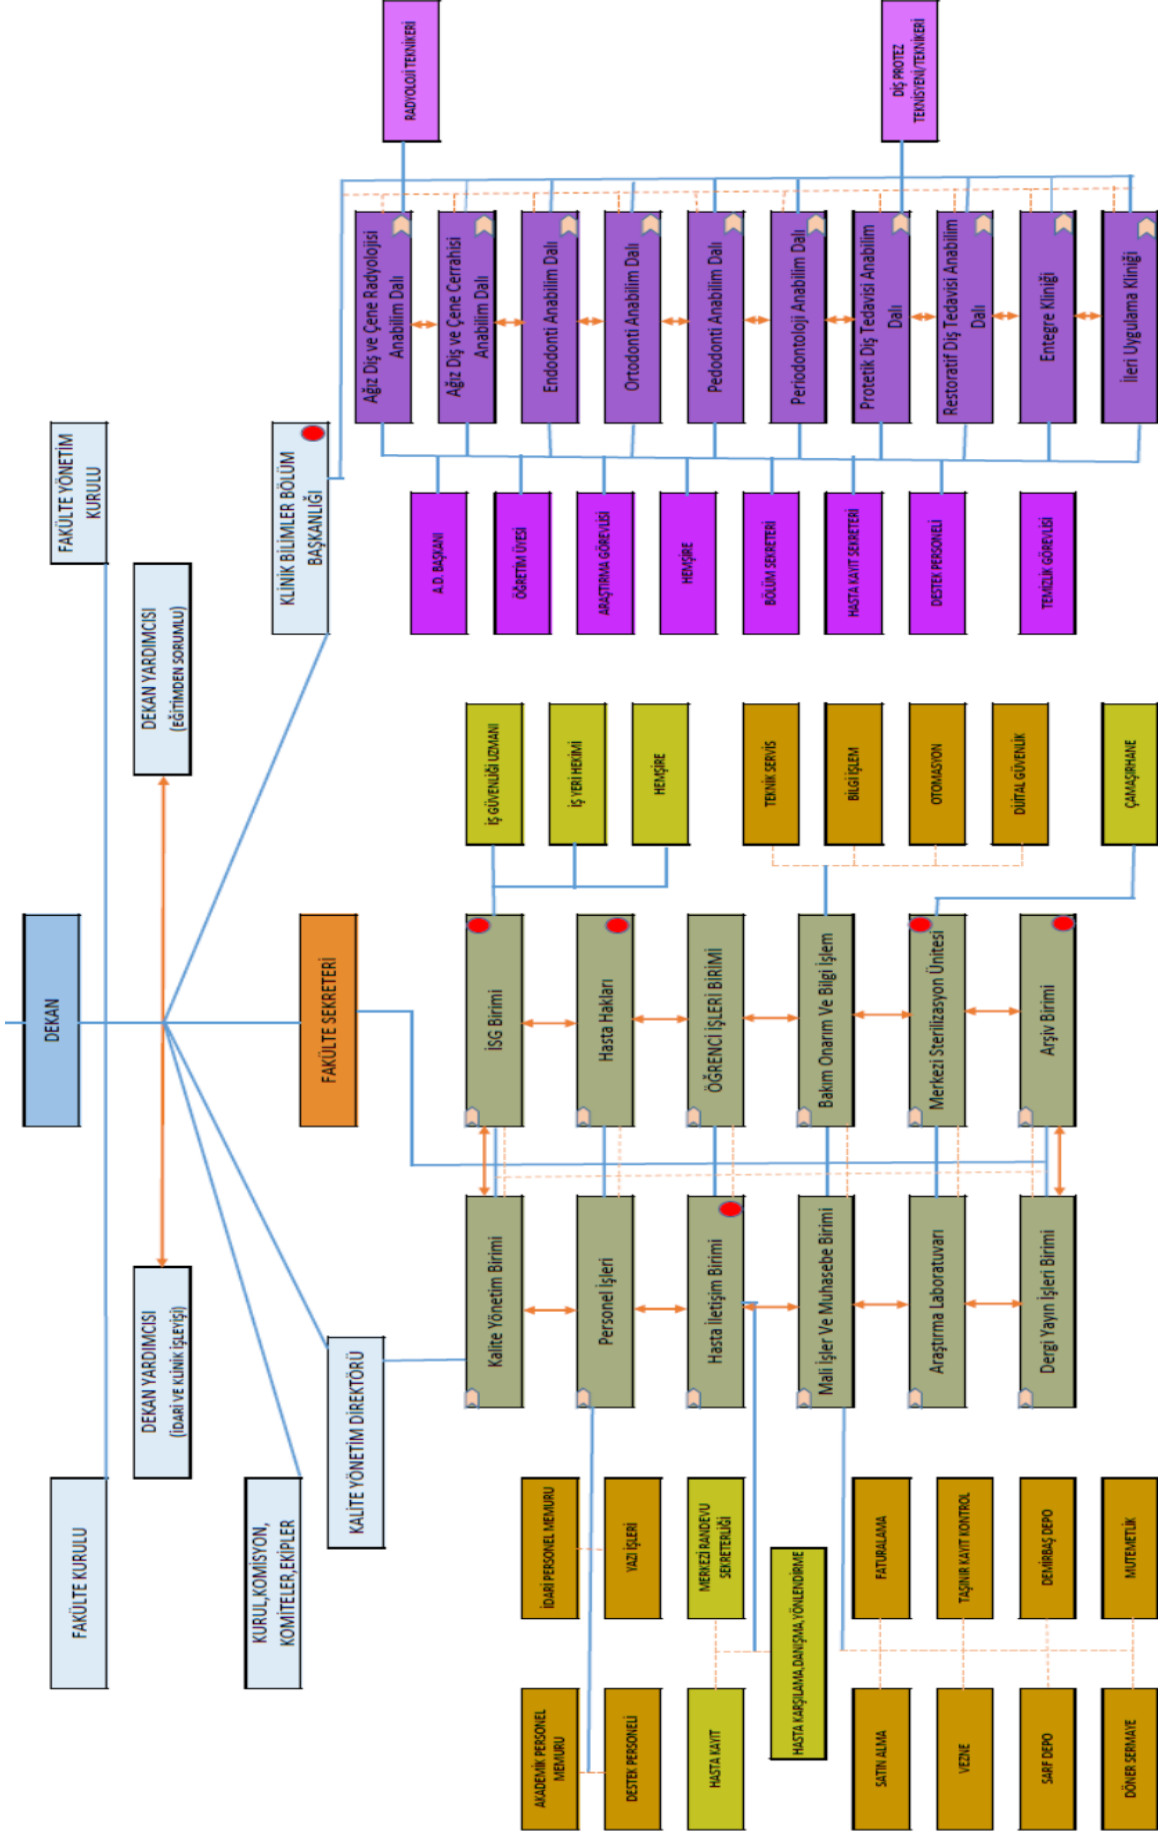 DEKAN
FAKÜLTE KURULU
FAKÜLTE YÖNETİM
KURULU
DEKAN YARDIMCISI
(İDARİ VE KLİNİK İŞLEYİŞİ)
DEKAN YARDIMCISI
(EĞİTİMDEN SORUMLU)
KURUL,KOMİSYON,
KOMİTELER,EKİPLER
KALİTE YÖNETİM DİREKTÖRÜ
FAKÜLTE SEKRETERİ
KLİNİK BİLİMLER BÖLÜM
BAŞKANLIĞI
Kalite Yönetim Birimi
Personel İşleri
Hasta İletişim Birimi
Mali İşler Ve Muhasebe Birimi
Araştırma Laboratuvarı
Dergi Yayın İşleri Birimi
İSG Birimi
Hasta Hakları
ÖĞRENCİ İŞLERİ BİRİMİ
Bakım Onarım Ve Bilgi İşlem
Merkezi Sterilizasyon Ünitesi
Arşiv Birimi
AKADEMİK PERSONEL
MEMURU
İDARİ PERSONEL MEMURU
DESTEK PERSONELİ
YAZI İŞLERİ
HASTA KAYIT
MERKEZİ RANDEVU
SEKRETERLİĞİ
HASTA KARŞILAMA,DANIŞMA,YÖNLENDİRME
SATIN ALMA
FATURALAMA
VEZNE
TAŞINIR KAYIT KONTROL
SARF DEPO
DEMİRBAŞ DEPO
DÖNER SERMAYE
MUTEMETLİK
İŞ GÜVENLİĞİ UZMANI
İŞ YERİ HEKİMİ
HEMŞİRE
TEKNİK SERVİS
BİLGİ İŞLEM
OTOMASYON
DİJİTAL GÜVENLİK
ÇAMAŞIRHANE
A.D. BAŞKANI
ÖĞRETİM ÜYESİ
ARAŞTIRMA GÖREVLİSİ
HEMŞİRE
BÖLÜM SEKRETERİ
HASTA KAYIT SEKRETERİ
DESTEK PERSONELİ
TEMİZLİK GÖREVLİSİ
Ağız Diş ve Çene Radyolojisi
Anabilim Dalı
Ağız Diş ve Çene Cerrahisi
Anabilim Dalı
Endodonti Anabilim Dalı
Ortodonti Anabilim Dalı
Pedodonti Anabilim Dalı
Periodontoloji Anabilim Dalı
Protetik Diş Tedavisi Anabilim
Dalı
Restoratif Diş Tedavisi Anabilim
Dalı
Entegre Kliniği
İleri Uygulama Kliniği
RADYOLOJİ TEKNİKERİ
DİŞ PROTEZ
TEKNİSYENİ/TEKNİKERİ